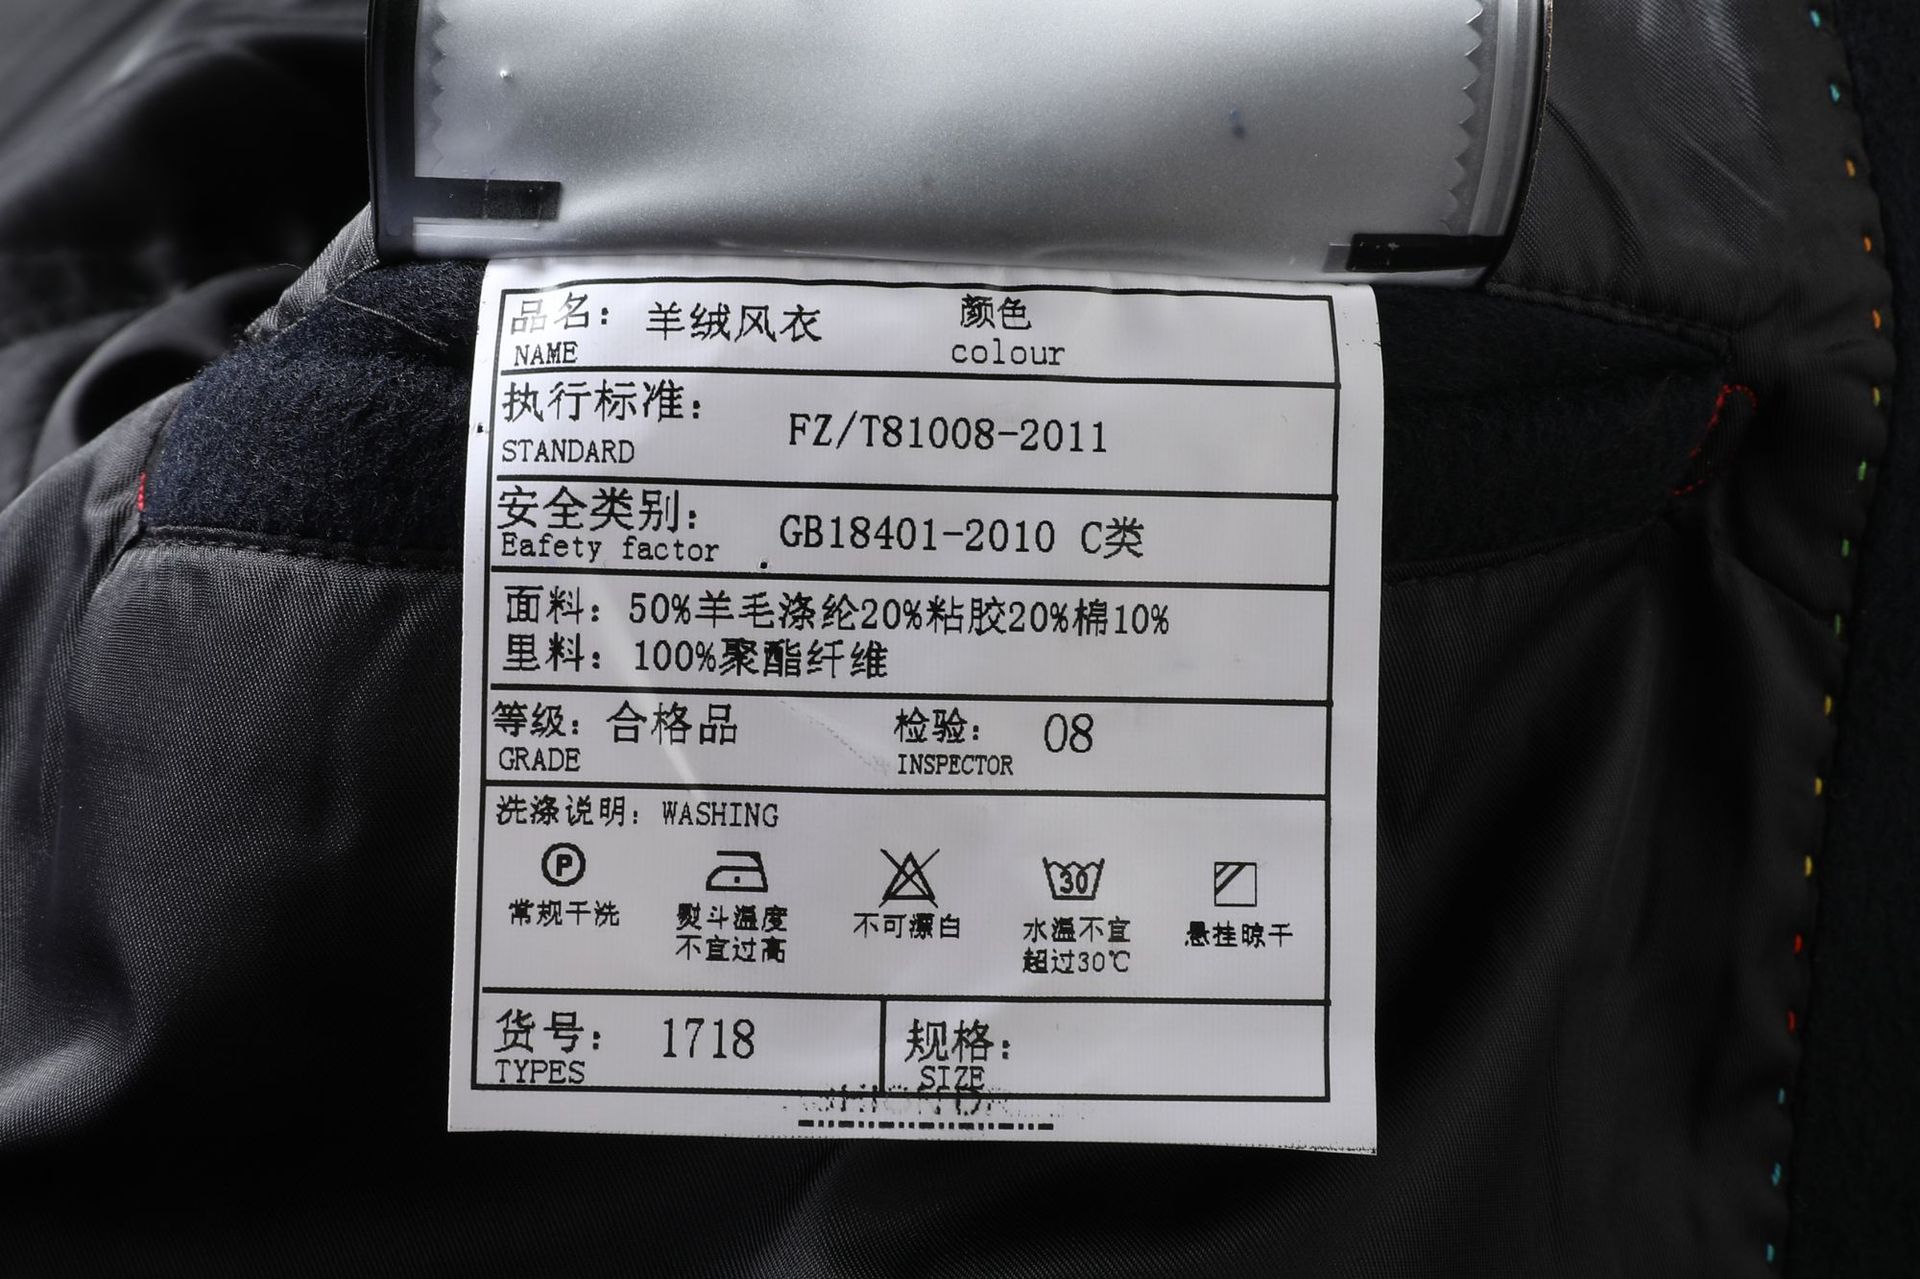 品名： 羊绒风衣 颜色
NAME colour
执行标准： FZ/T81008-2011
STANDARD
安全类别： GB18401-2010 C类
Eafety factor
面料：50%羊毛涤纶20%粘胶20%棉10%
里料：100%聚酯纤维
等级：合格品 检验： 08
GRADE INSPECTOR
洗涤说明：WASHING
P 30
常规干洗 熨斗温度 不可漂白 水温不宜 悬挂晾干
不宜过高 超过30℃
货号： 1718 规格：
TYPES SIZE